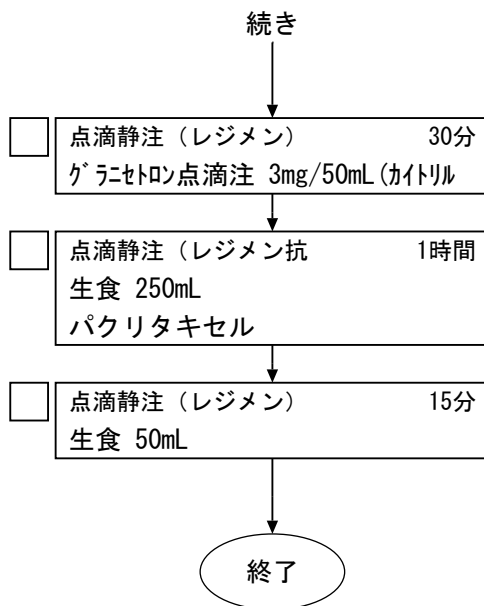 続き
点滴静注（レジメン） 30分
グラニセトロン点滴注 3mg/50mL(カイトリル
点滴静注（レジメン抗 1時間
生食 250mL
パクリタキセル
点滴静注（レジメン） 15分
生食 50mL
終了